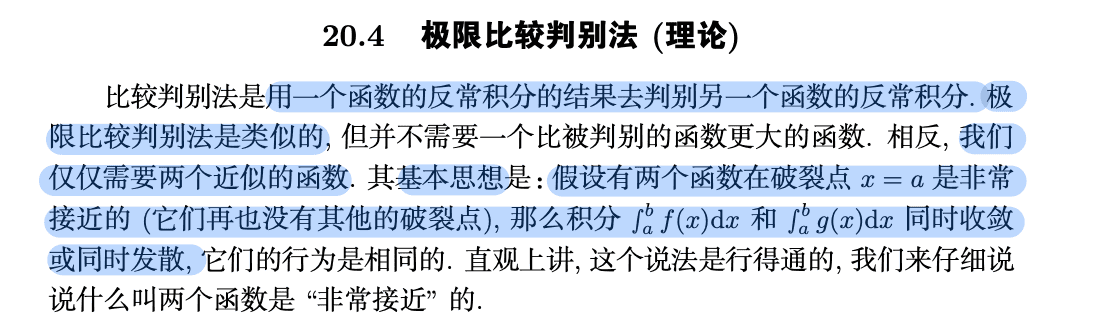 20.4 极限比较判别法 (理论)
比较判别法是用一个函数的反常积分的结果去判别另一个函数的反常积分. 极
限比较判别法是类似的, 但并不需要一个比被判别的函数更大的函数. 相反, 我们
仅仅需要两个近似的函数. 其基本思想是: 假设有两个函数在破裂点 x = a 是非常
接近的 (它们再也没有其他的破裂点), 那么积分 ∫_a^b f(x)dx 和 ∫_a^b g(x)dx 同时收敛
或同时发散, 它们的行为是相同的. 直观上讲, 这个说法是行得通的, 我们来仔细说
说什么叫两个函数是 “非常接近” 的.